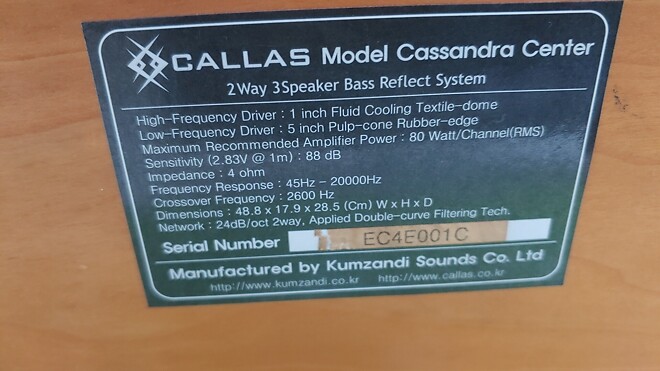 CALLAS Model Cassandra Center
2Way 3Speaker Bass Reflect System
High-Frequency Driver : 1 inch Fluid Cooling Textile-dome
Low-Frequency Driver : 5 inch Pulp-cone Rubber-edge
Maximum Recommended Amplifier Power : 80 Watt/Channel(RMS)
Sensitivity (2.83V @ 1m) : 88 dB
Impedance : 4 ohm
Frequency Response : 45Hz - 20000Hz
Crossover Frequency : 2600 Hz
Dimensions : 48.8 x 17.9 x 28.5 (Cm) W x H x D
Network : 24dB/oct 2way, Applied Double-curve Filtering Tech.
Serial Number EC4E001C
Manufactured by Kumzandi Sounds Co. Ltd
http://www.kumzandi.co.kr http://www.callas.co.kr